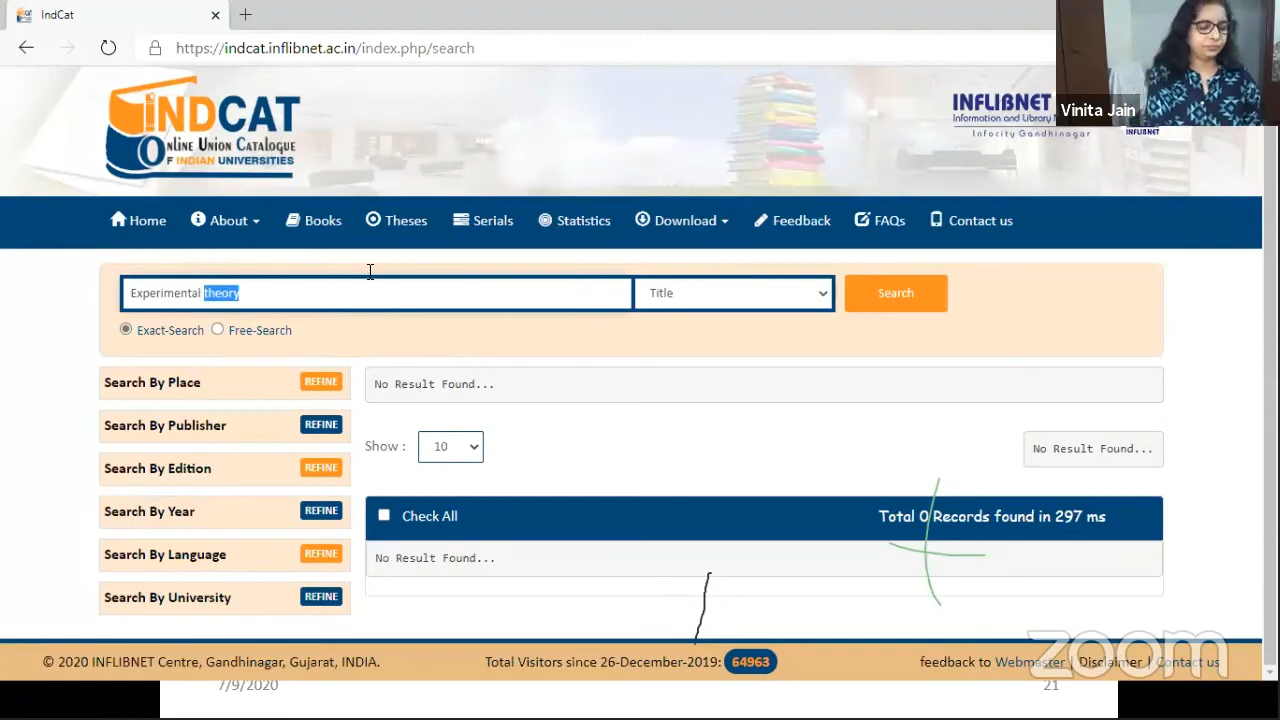 IndCat
https://indcat.inflibnet.ac.in/index.php/search
INDCAT
ONLINE UNION CATALOGUE
OF INDIAN UNIVERSITIES
INFLIBNET
Information and Library N
Infocity Gandhinagar
INFLIBNET
Vinita Jain
Home About Books Theses Serials Statistics Download Feedback FAQs Contact us
Experimental theory Title Search
Exact-Search Free-Search
Search By Place REFINE
Search By Publisher REFINE
Search By Edition REFINE
Search By Year REFINE
Search By Language REFINE
Search By University REFINE
No Result Found...
Show : 10 No Result Found...
Check All Total 0 Records found in 297 ms
No Result Found...
© 2020 INFLIBNET Centre, Gandhinagar, Gujarat, INDIA. Total Visitors since 26-December-2019: 64963 feedback to Webmaster | Disclaimer | Contact us
zoom
7/9/2020 21